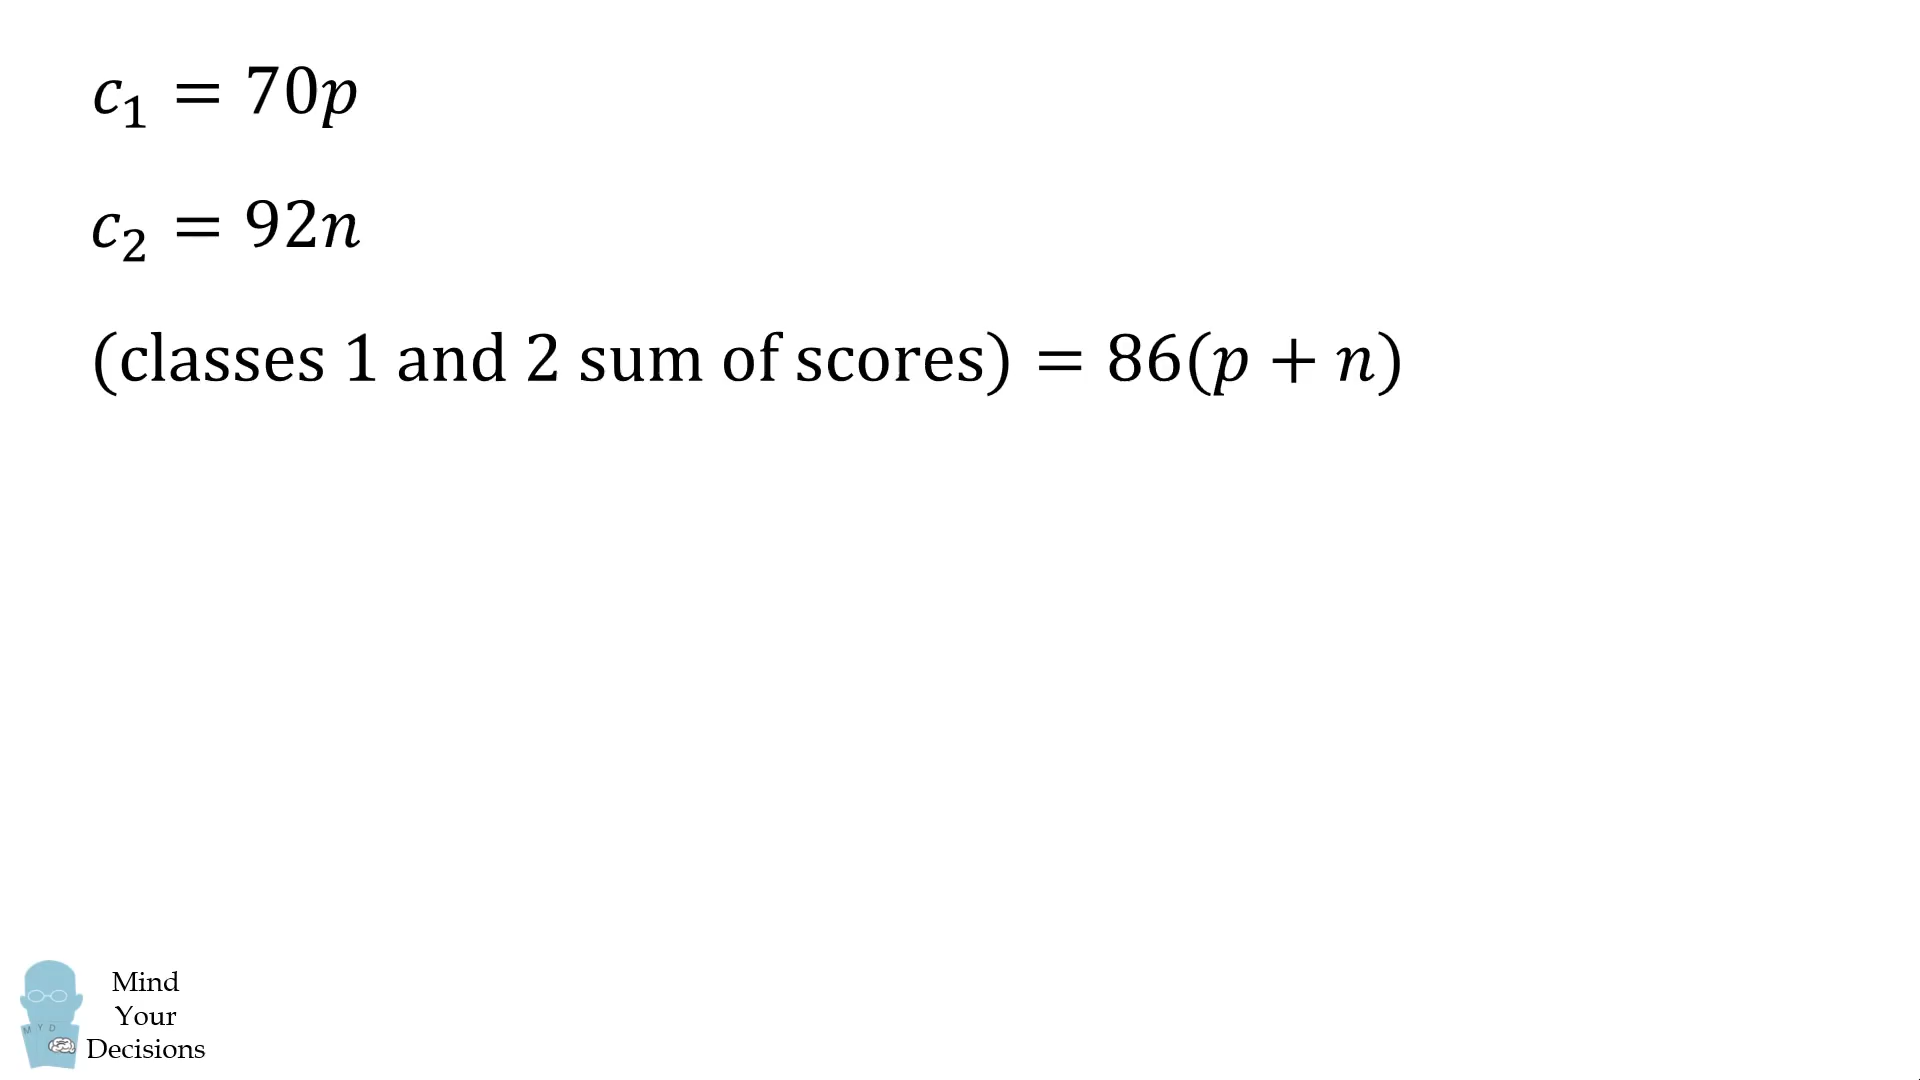 c₁ = 70p
c₂ = 92n
(classes 1 and 2 sum of scores) = 86(p + n)
M Y D
Mind
Your
Decisions